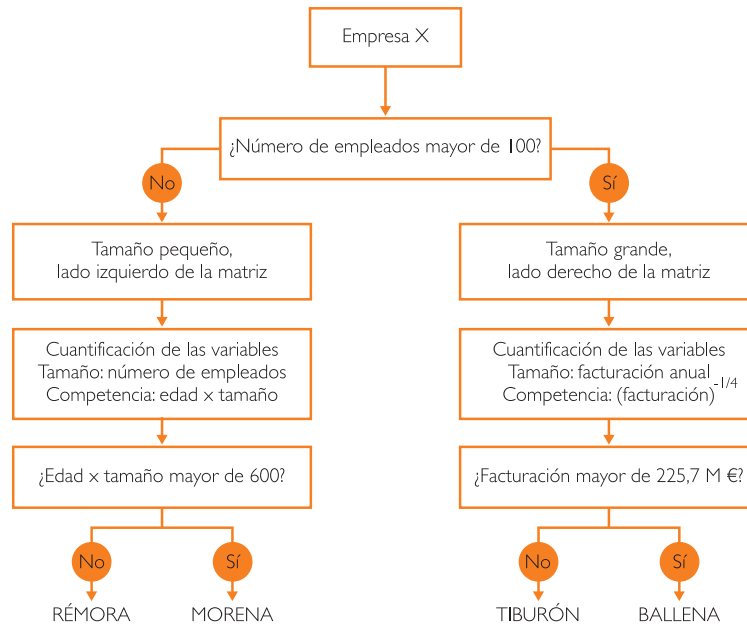 Empresa X
¿Número de empleados mayor de 100?
No
Sí
Tamaño pequeño,
lado izquierdo de la matriz
Tamaño grande,
lado derecho de la matriz
Cuantificación de las variables
Tamaño: número de empleados
Competencia: edad x tamaño
Cuantificación de las variables
Tamaño: facturación anual
Competencia: (facturación)-1/4
¿Edad x tamaño mayor de 600?
¿Facturación mayor de 225,7 M €?
No
Sí
No
Sí
RÉMORA
MORENA
TIBURÓN
BALLENA